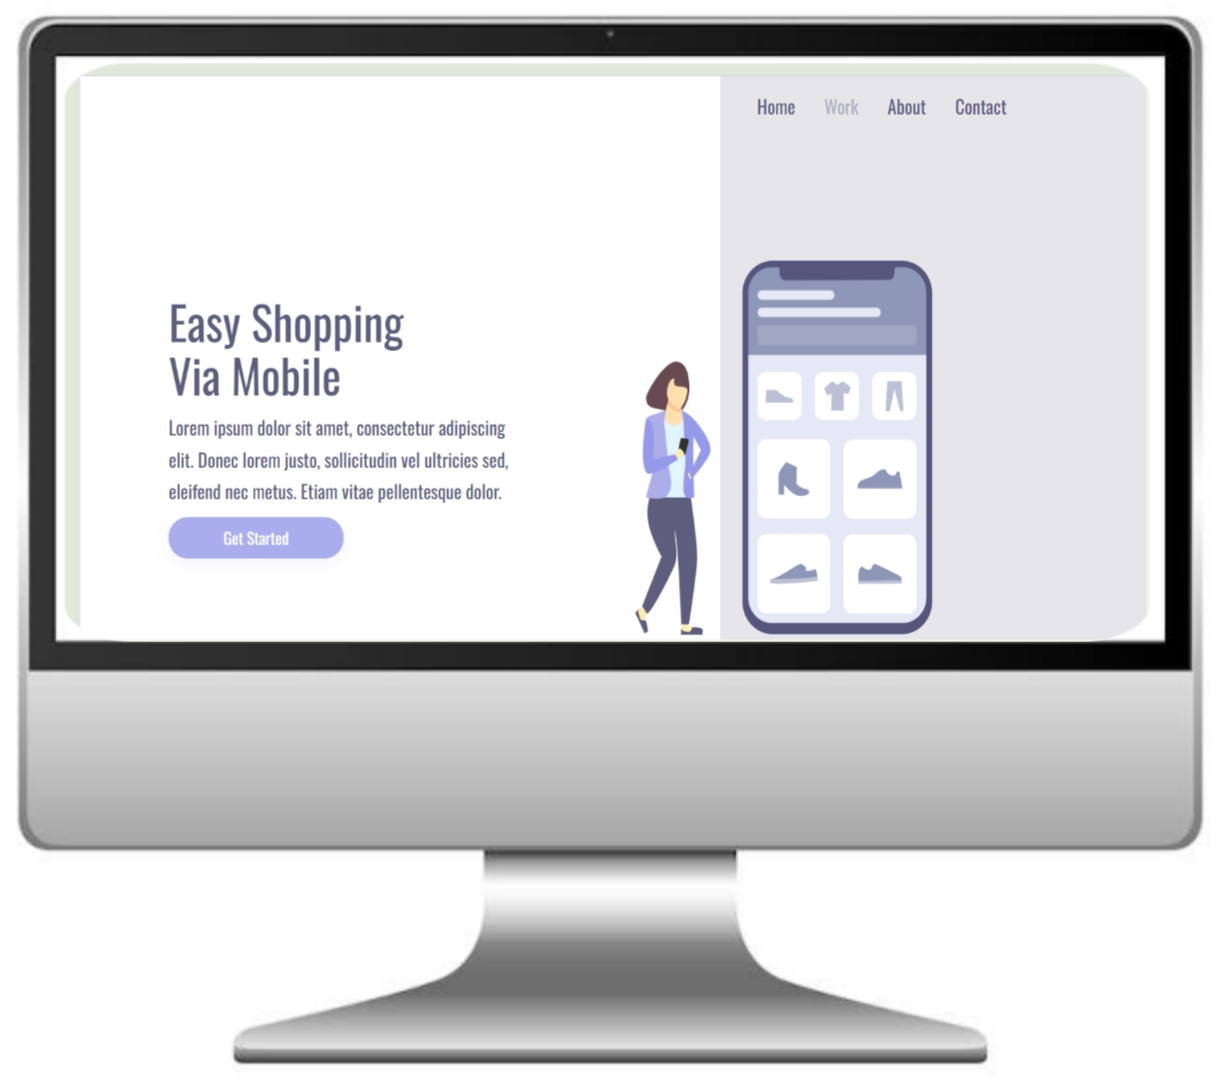 Home Work About Contact
Easy Shopping
Via Mobile
Lorem ipsum dolor sit amet, consectetur adipiscing
elit. Donec lorem justo, sollicitudin vel ultricies sed,
eleifend nec metus. Etiam vitae pellentesque dolor.
Get Started